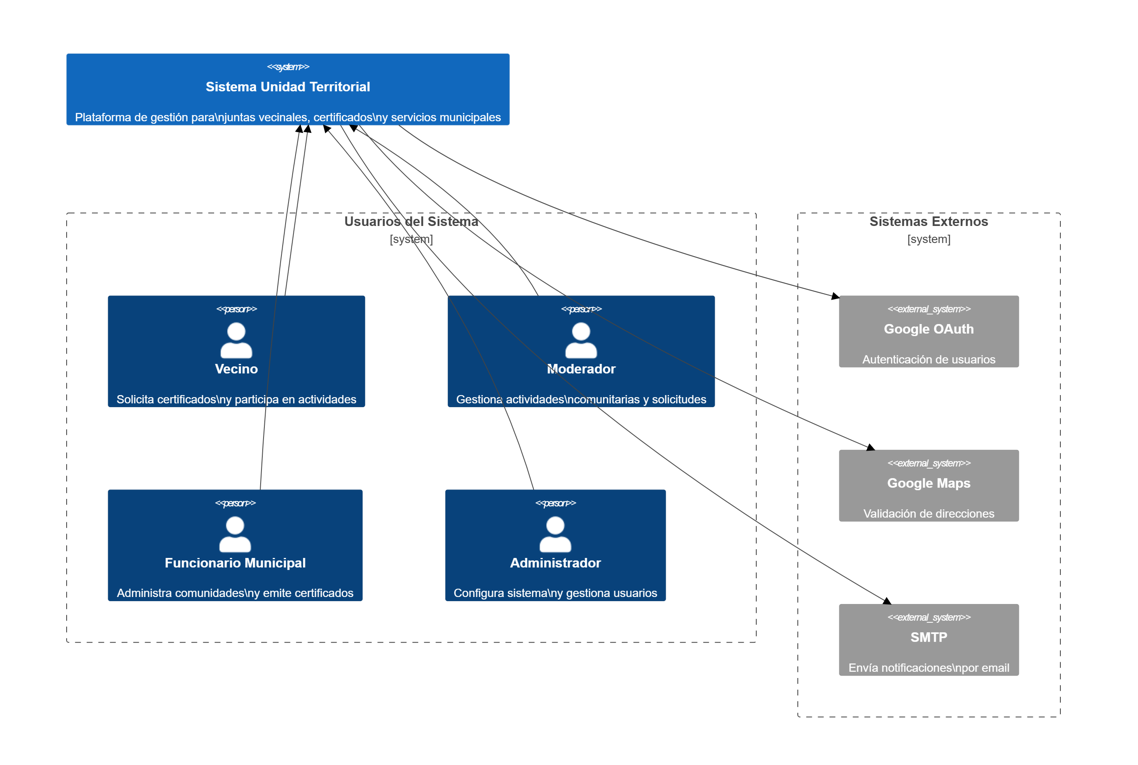 <<system>>
Sistema Unidad Territorial
Plataforma de gestión para\njuntas vecinales, certificados\ny servicios municipales
Usuarios del Sistema
[system]
Sistemas Externos
[system]
<<person>>
Vecino
Solicita certificados\ny participa en actividades
<<person>>
Moderador
Gestiona actividades\ncomunitarias y solicitudes
<<external_system>>
Google OAuth
Autenticación de usuarios
<<external_system>>
Google Maps
Validación de direcciones
<<person>>
Funcionario Municipal
Administra comunidades\ny emite certificados
<<person>>
Administrador
Configura sistema\ny gestiona usuarios
<<external_system>>
SMTP
Envía notificaciones\npor email